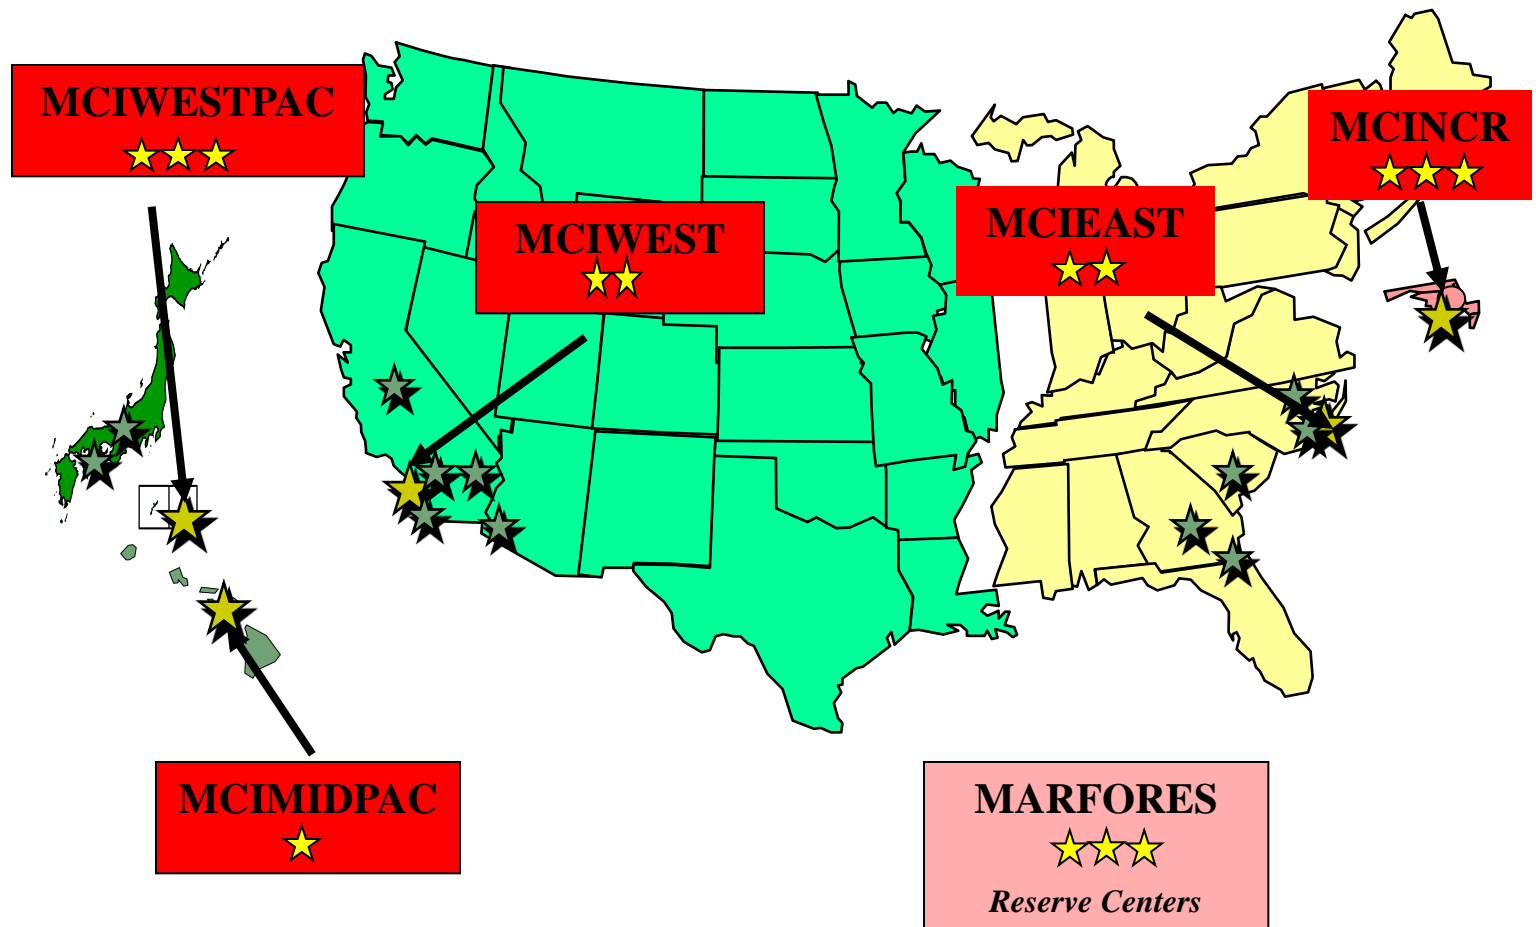 MCIWESTPAC
MCINCR
MCIWEST
MCIEAST
MCIMIDPAC
MARFORES
Reserve Centers